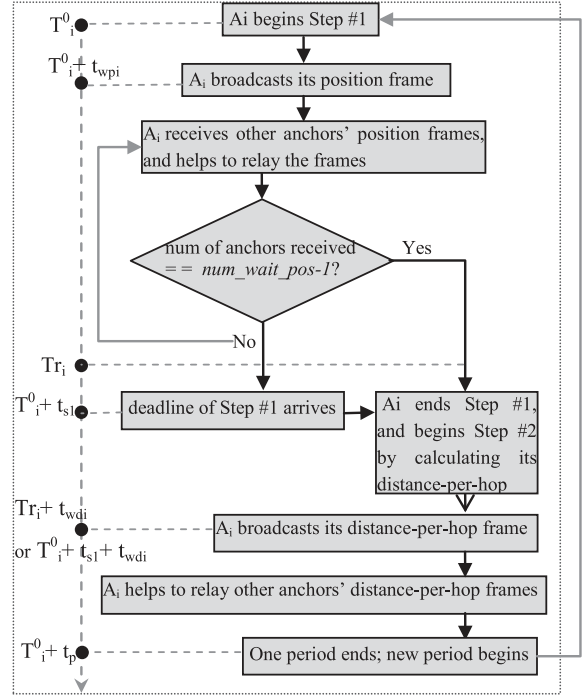 T⁰ᵢ
Ai begins Step #1
T⁰ᵢ+ t_wpi
Aᵢ broadcasts its position frame
Aᵢ receives other anchors' position frames,
and helps to relay the frames
num of anchors received
= = num_wait_pos-1?
Yes
No
Trᵢ
T⁰ᵢ+ t_s1
deadline of Step #1 arrives
Ai ends Step #1,
and begins Step #2
by calculating its
distance-per-hop
Trᵢ+ t_wdi
or T⁰ᵢ+ t_s1+ t_wdi
Aᵢ broadcasts its distance-per-hop frame
Aᵢ helps to relay other anchors' distance-per-hop frames
T⁰ᵢ+ t_p
One period ends; new period begins